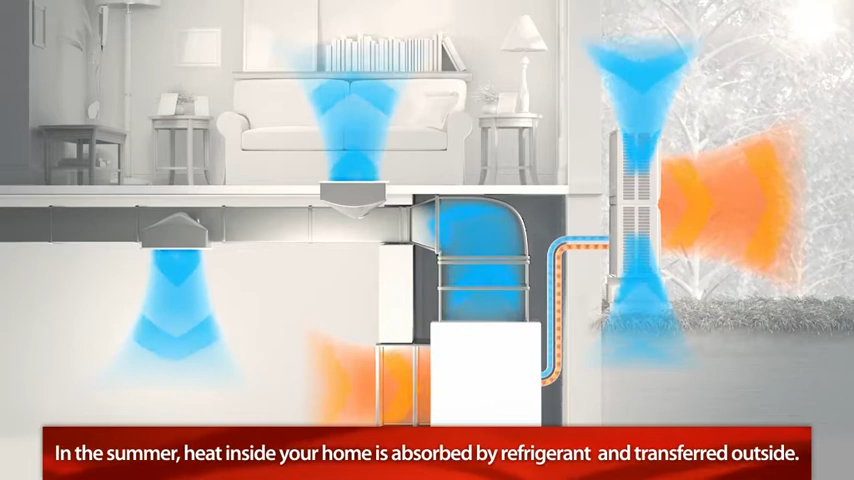 In the summer, heat inside your home is absorbed by refrigerant and transferred outside.